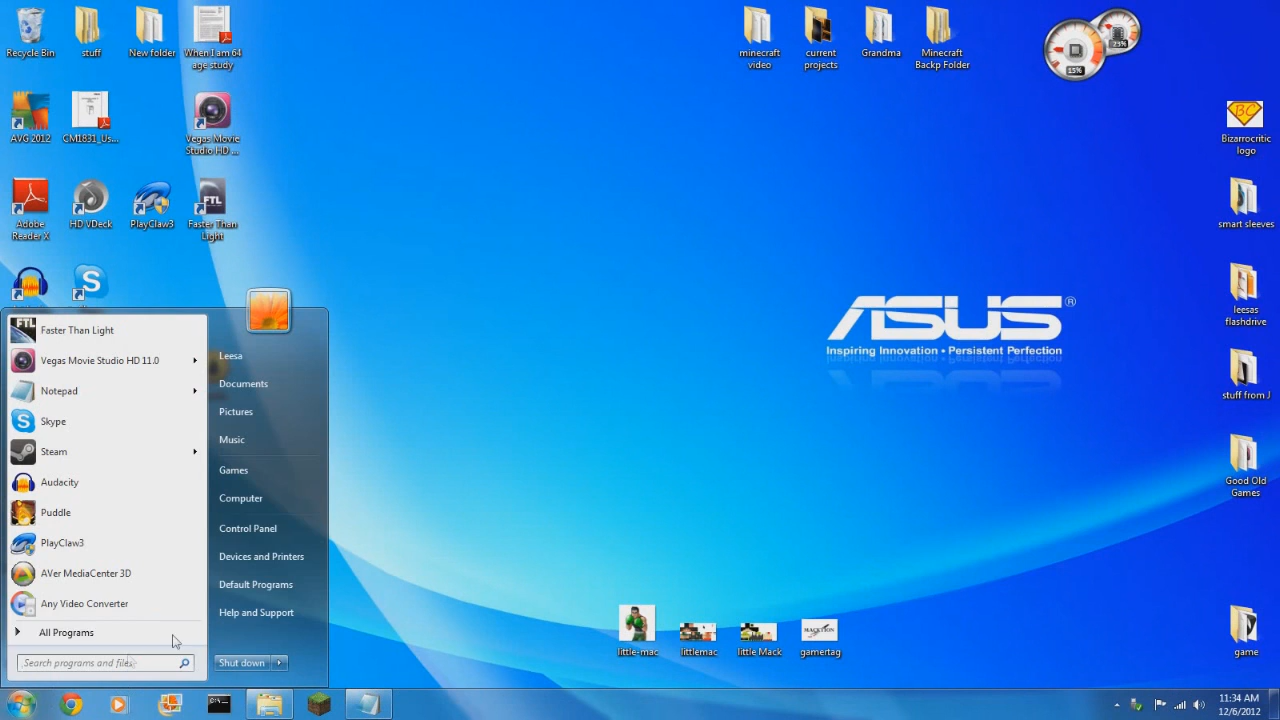 Recycle Bin
stuff
New folder
When I am 64
age study
minecraft
video
current
projects
Grandma
Minecraft
Backp Folder
15%
23%
AVG 2012
CM1831_Us...
Vegas Movie
Studio HD ...
BC
Bizarrocritic
logo
Adobe
Reader X
HD VDeck
PlayClaw3
FTL
Faster Than
Light
smart sleeves
leesas
flashdrive
ASUS®
Inspiring Innovation • Persistent Perfection
stuff from J
Good Old
Games
game
FTL
Faster Than Light
Vegas Movie Studio HD 11.0
Notepad
Skype
Steam
Audacity
Puddle
PlayClaw3
AVer MediaCenter 3D
Any Video Converter
All Programs
Search programs and files
Leesa
Documents
Pictures
Music
Games
Computer
Control Panel
Devices and Printers
Default Programs
Help and Support
Shut down
little-mac
littlemac
little Mack
HACKTION
gamertag
11:34 AM
12/6/2012